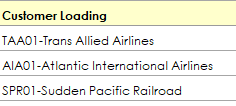 Customer Loading
TAA01-Trans Allied Airlines
AIA01-Atlantic International Airlines
SPR01-Sudden Pacific Railroad